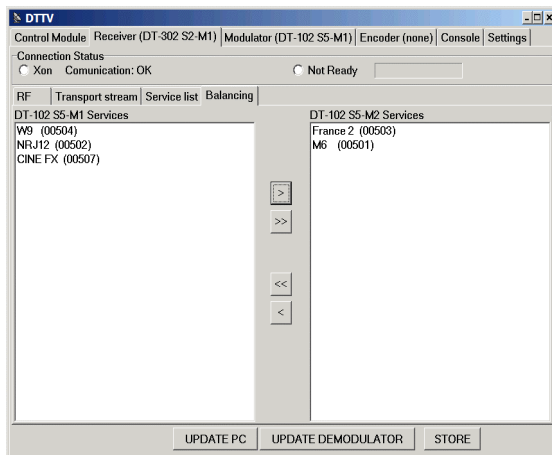 DTTV
Control Module Receiver (DT-302 S2-M1) Modulator (DT-102 S5-M1) Encoder (none) Console Settings
Connection Status
Xon Comunication: OK Not Ready
RF Transport stream Service list Balancing
DT-102 S5-M1 Services
W9 (00504)
NRJ12 (00502)
CINE FX (00507)
>
>>
<<
<
DT-102 S5-M2 Services
France 2 (00503)
M6 (00501)
UPDATE PC UPDATE DEMODULATOR STORE